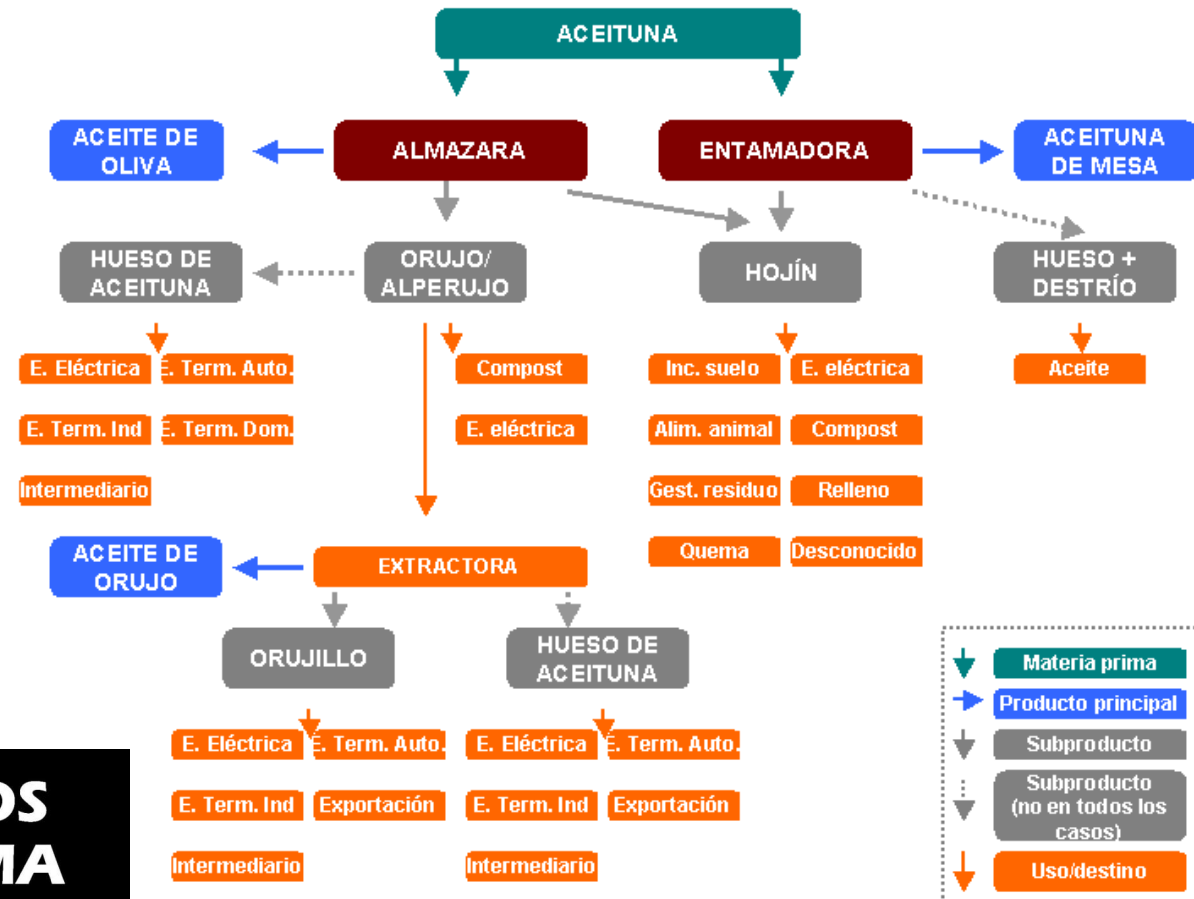 ACEITUNA
ACEITE DE
OLIVA
ALMAZARA
ENTAMADORA
ACEITUNA
DE MESA
HUESO DE
ACEITUNA
ORUJO/
ALPERUJO
HOJÍN
HUESO +
DESTRÍO
E. Eléctrica
E. Term. Auto.
E. Term. Ind
E. Term. Dom.
Intermediario
Compost
E. eléctrica
Inc. suelo
E. eléctrica
Alim. animal
Compost
Gest. residuo
Relleno
Quema
Desconocido
Aceite
ACEITE DE
ORUJO
EXTRACTORA
ORUJILLO
HUESO DE
ACEITUNA
E. Eléctrica
E. Term. Auto.
E. Term. Ind
Exportación
Intermediario
E. Eléctrica
E. Term. Auto.
E. Term. Ind
Exportación
Intermediario
Materia prima
Producto principal
Subproducto
Subproducto
(no en todos los
casos)
Uso/destino
OS
MA